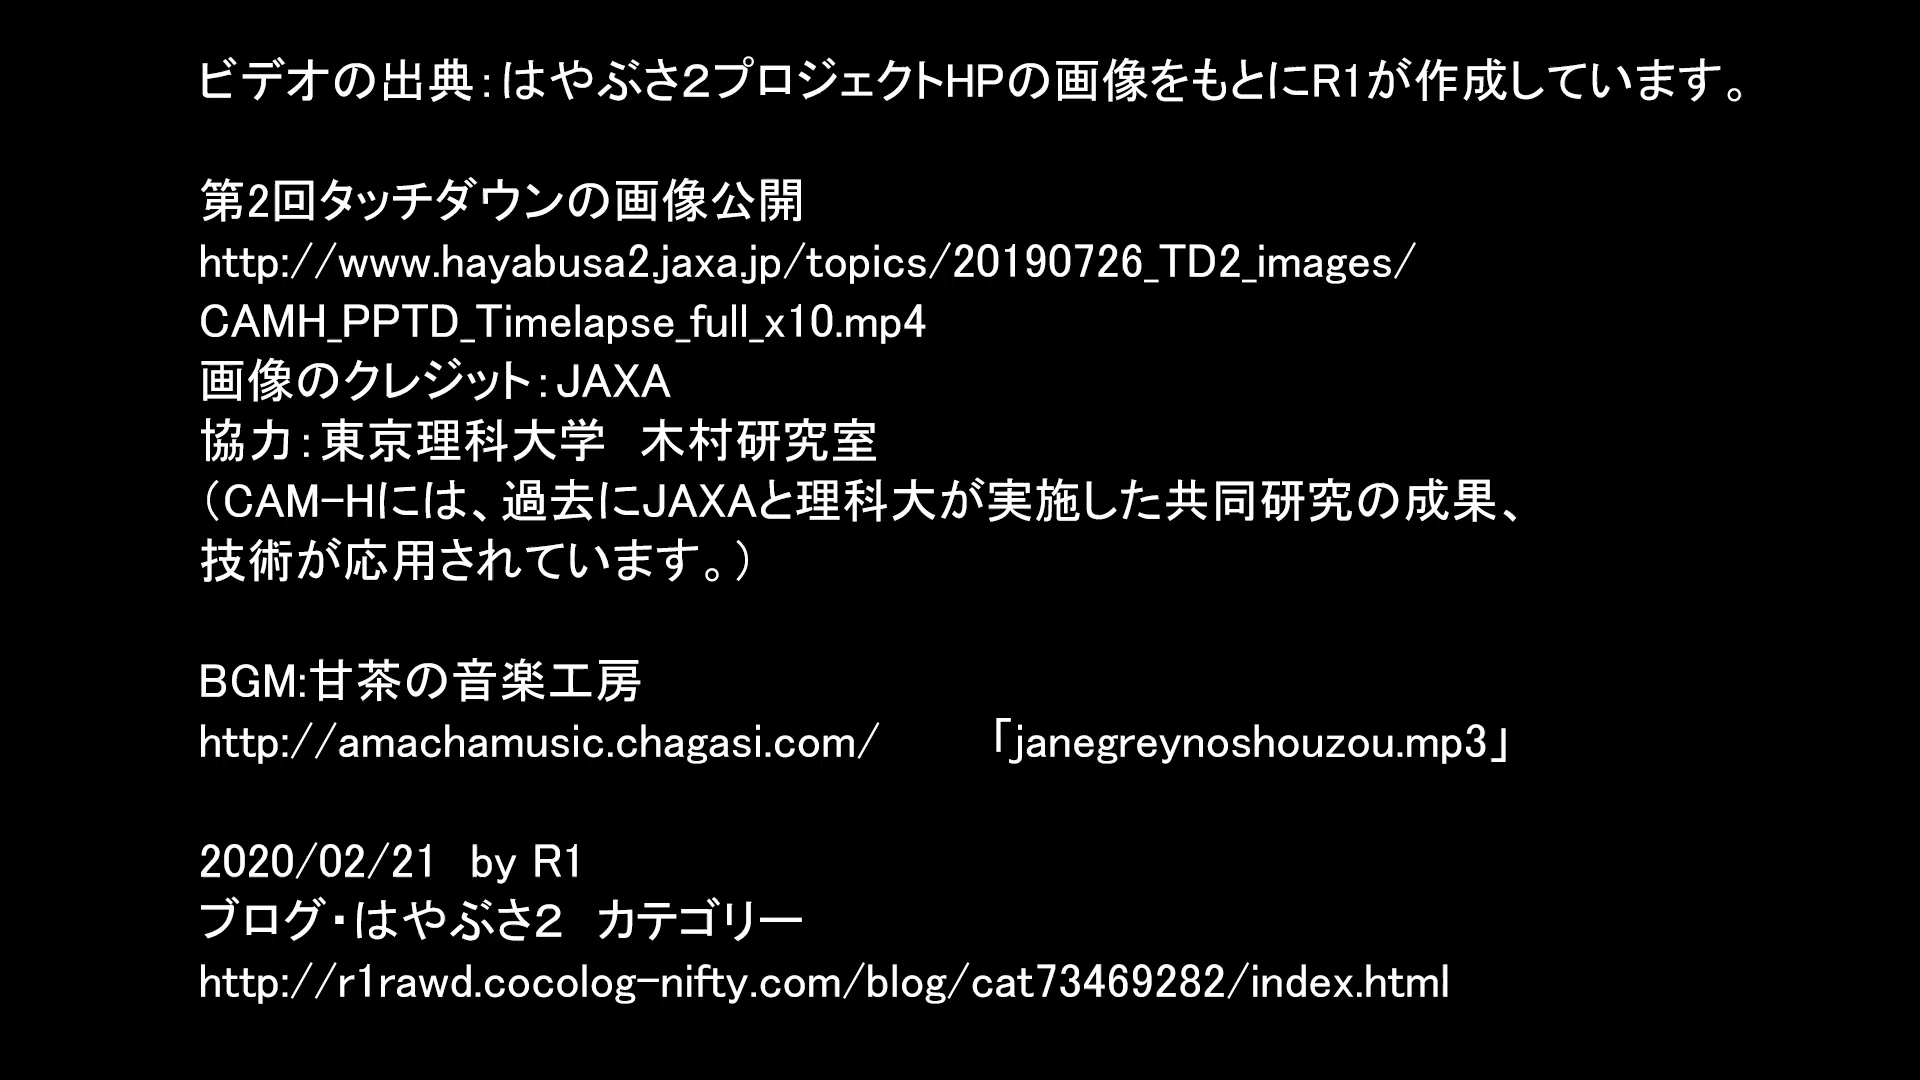 ビデオの出典：はやぶさ２プロジェクトHPの画像をもとにR1が作成しています。
第2回タッチダウンの画像公開
http://www.hayabusa2.jaxa.jp/topics/20190726_TD2_images/
CAMH_PPTD_Timelapse_full_x10.mp4
画像のクレジット：JAXA
協力：東京理科大学　木村研究室
（CAM-Hには、過去にJAXAと理科大が実施した共同研究の成果、
技術が応用されています。）
BGM:甘茶の音楽工房
http://amachamusic.chagasi.com/　　「janegreynoshouzou.mp3」
2020/02/21　by R1
ブログ・はやぶさ２　カテゴリー
http://r1rawd.cocolog-nifty.com/blog/cat73469282/index.html